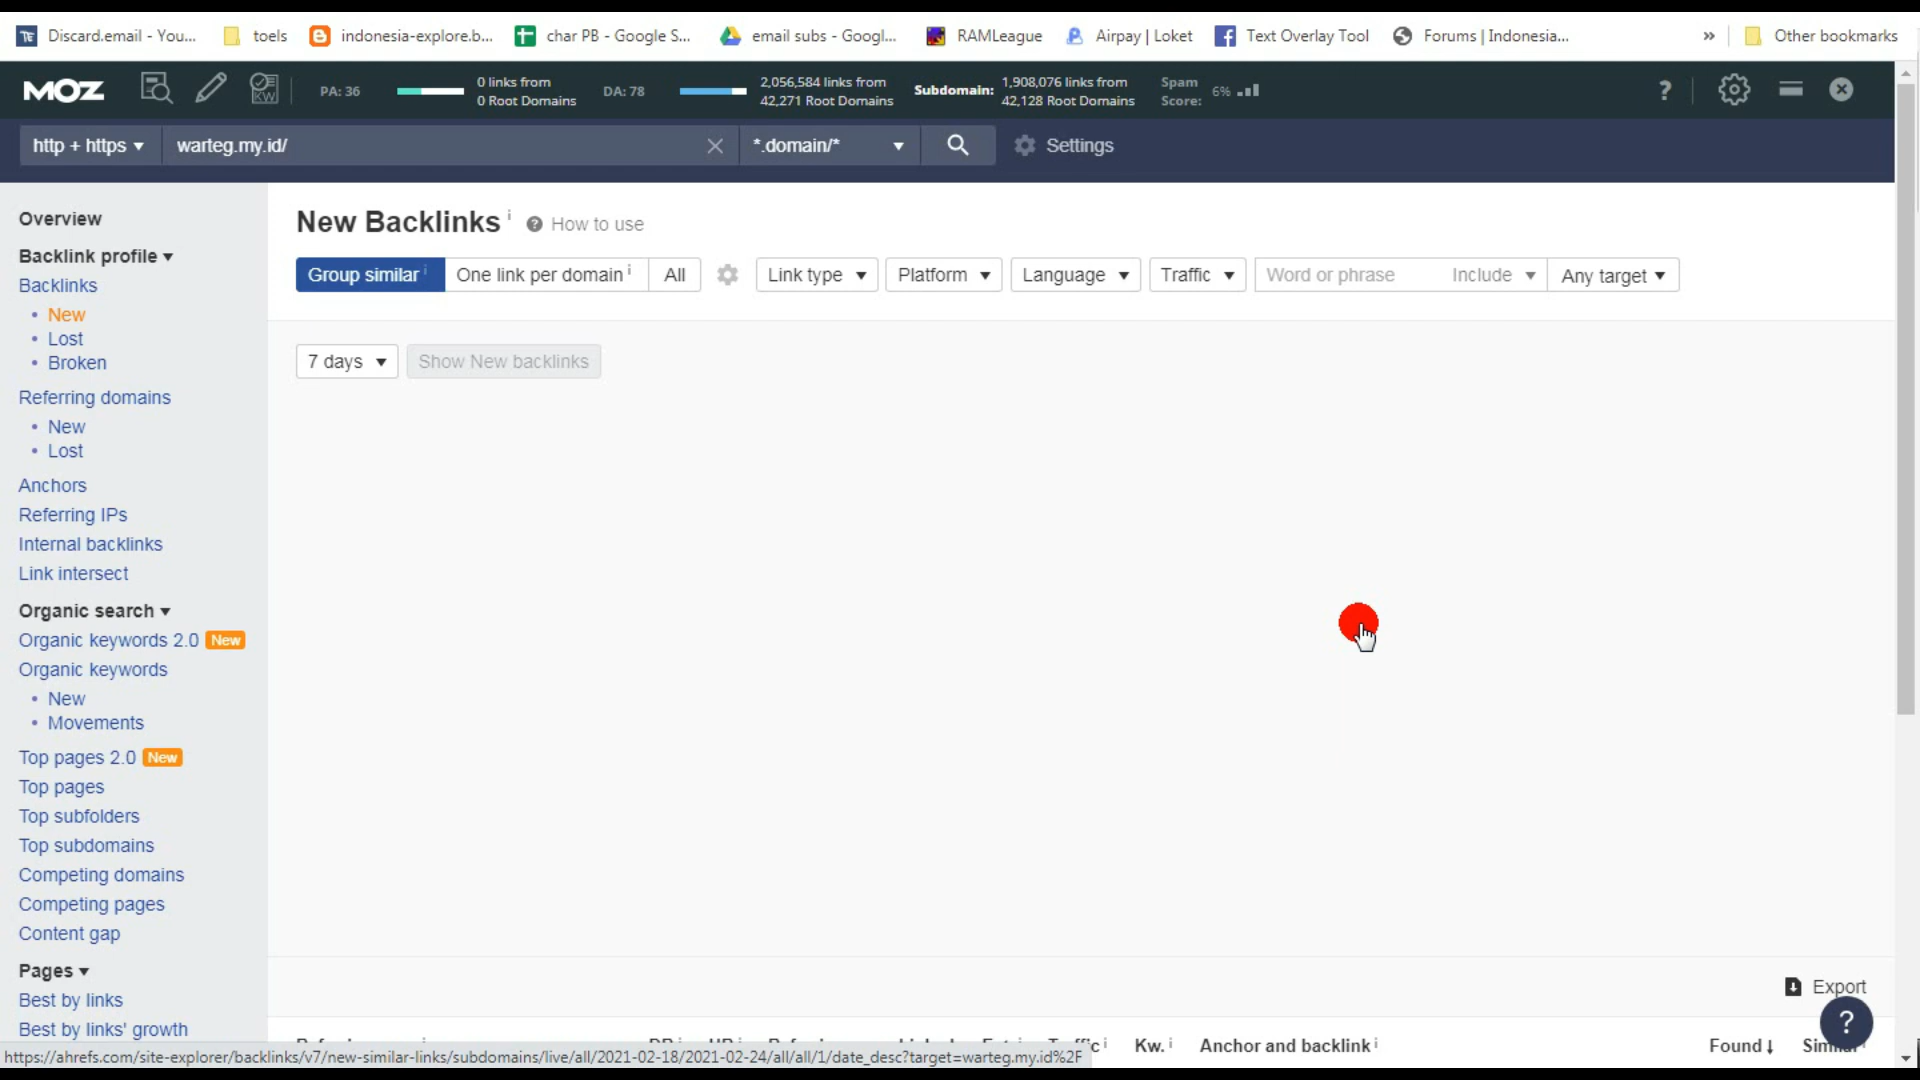 Discard.email - You...
toels
indonesia-explore.b...
char PB - Google S...
email subs - Googl...
RAMLeague
Airpay | Loket
Text Overlay Tool
Forums | Indonesia...
»
Other bookmarks
MOZ
PA: 36
0 links from
0 Root Domains
DA: 78
2,056,584 links from
42,271 Root Domains
Subdomain:
1,908,076 links from
42,128 Root Domains
Spam
Score:
6%
?
http + https
warteg.my.id/
*.domain/*
Settings
Overview
Backlink profile
Backlinks
• New
• Lost
• Broken
Referring domains
• New
• Lost
Anchors
Referring IPs
Internal backlinks
Link intersect
Organic search
Organic keywords 2.0 New
Organic keywords
• New
• Movements
Top pages 2.0 New
Top pages
Top subfolders
Top subdomains
Competing domains
Competing pages
Content gap
Pages
Best by links
Best by links' growth
New Backlinks i
? How to use
Group similar i
One link per domain i
All
Link type
Platform
Language
Traffic
Word or phrase
Include
Any target
7 days
Show New backlinks
Export
?
Kw. i
Anchor and backlink i
Found ↓
https://ahrefs.com/site-explorer/backlinks/v7/new-similar-links/subdomains/live/all/2021-02-18/2021-02-24/all/all/1/date_desc?target=warteg.my.id%2F